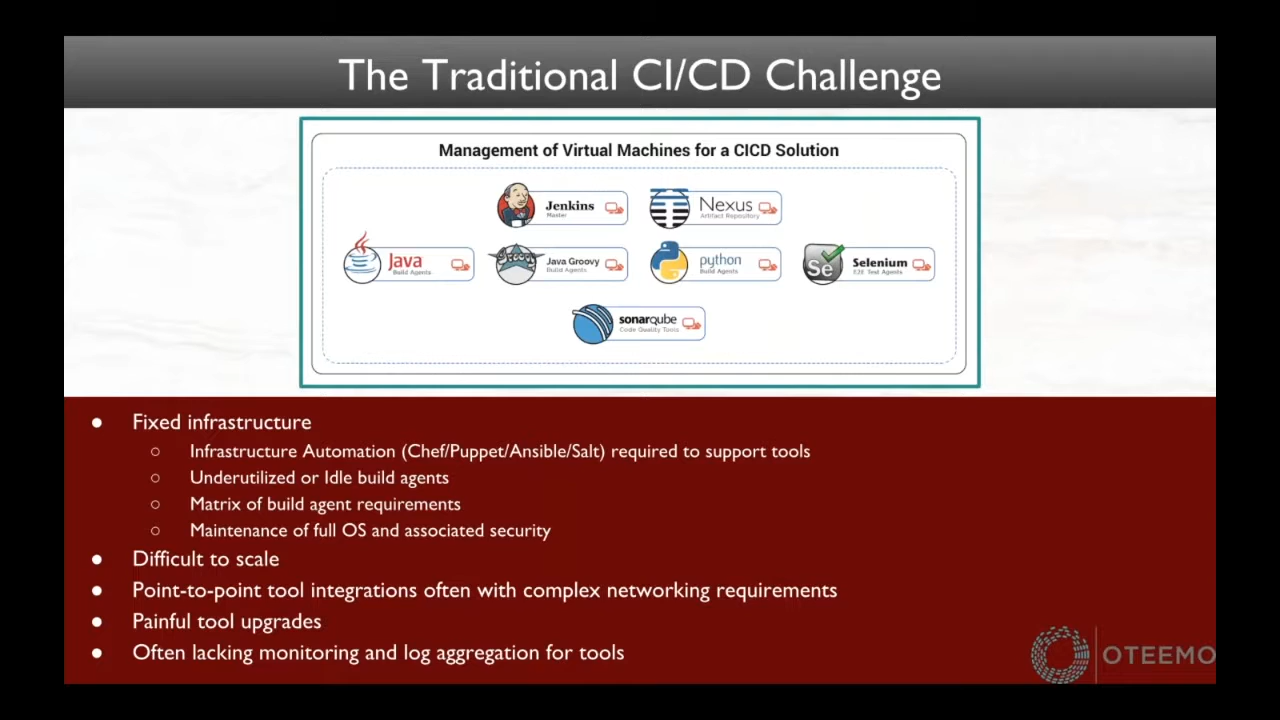 The Traditional CI/CD Challenge
Management of Virtual Machines for a CICD Solution
Jenkins
Master
Nexus
Artifact Repository
Java
Build Agents
Groovy
Java Groovy
Build Agents
python
Build Agents
Se
Selenium
E2E Test Agents
sonarqube
Code Quality Tools
● Fixed infrastructure
○ Infrastructure Automation (Chef/Puppet/Ansible/Salt) required to support tools
○ Underutilized or Idle build agents
○ Matrix of build agent requirements
○ Maintenance of full OS and associated security
● Difficult to scale
● Point-to-point tool integrations often with complex networking requirements
● Painful tool upgrades
● Often lacking monitoring and log aggregation for tools
OTEEMO